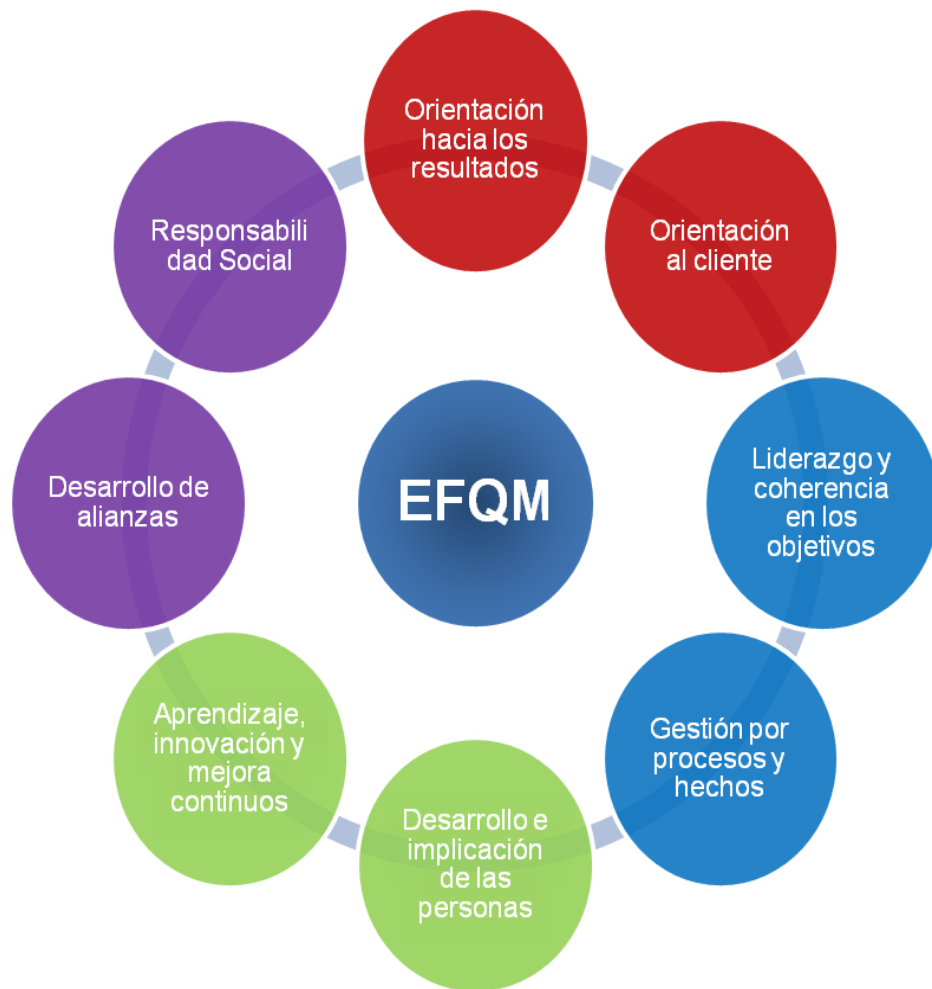 Orientación
hacia los
resultados
Orientación
al cliente
Liderazgo y
coherencia
en los
objetivos
Gestión por
procesos y
hechos
Desarrollo e
implicación
de las
personas
Aprendizaje,
innovación y
mejora
continuos
Desarrollo de
alianzas
Responsabili
dad Social
EFQM